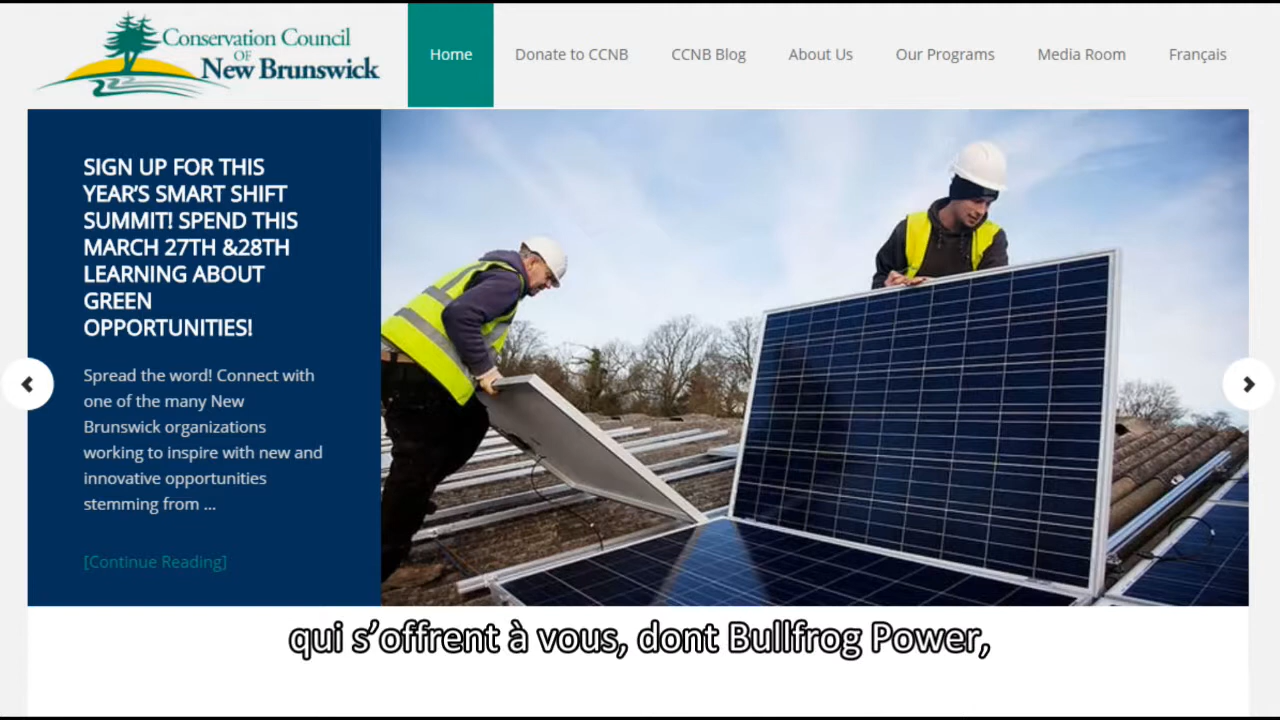 Conservation Council
OF
New Brunswick
Home
Donate to CCNB
CCNB Blog
About Us
Our Programs
Media Room
Français
SIGN UP FOR THIS
YEAR’S SMART SHIFT
SUMMIT! SPEND THIS
MARCH 27TH &28TH
LEARNING ABOUT
GREEN
OPPORTUNITIES!
Spread the word! Connect with
one of the many New
Brunswick organizations
working to inspire with new and
innovative opportunities
stemming from ...
[Continue Reading]
qui s’offrent à vous, dont Bullfrog Power,